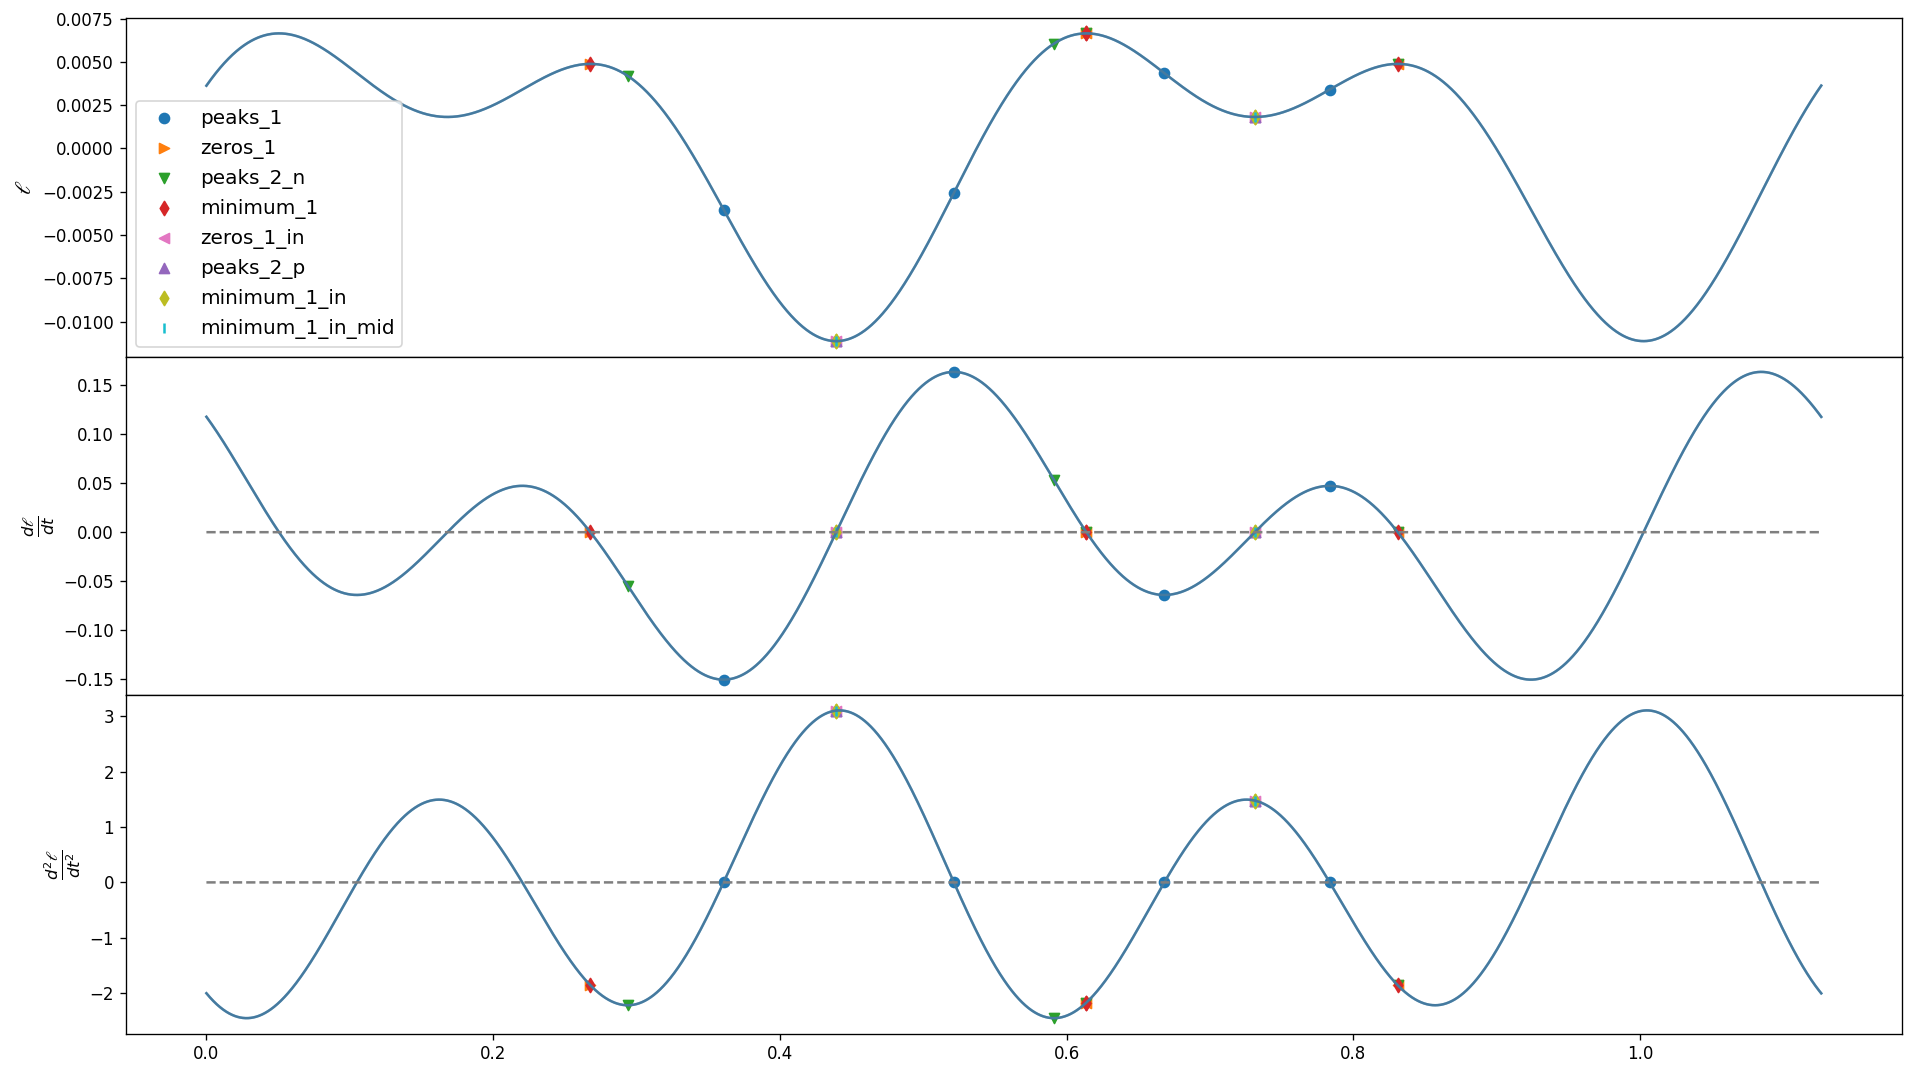 0.0075
0.0050
0.0025
0.0000
−0.0025
−0.0050
−0.0075
−0.0100
ℓ
peaks_1
zeros_1
peaks_2_n
minimum_1
zeros_1_in
peaks_2_p
minimum_1_in
minimum_1_in_mid
0.15
0.10
0.05
0.00
−0.05
−0.10
−0.15
dℓ
dt
3
2
1
0
−1
−2
d²ℓ
dt²
0.0 0.2 0.4 0.6 0.8 1.0